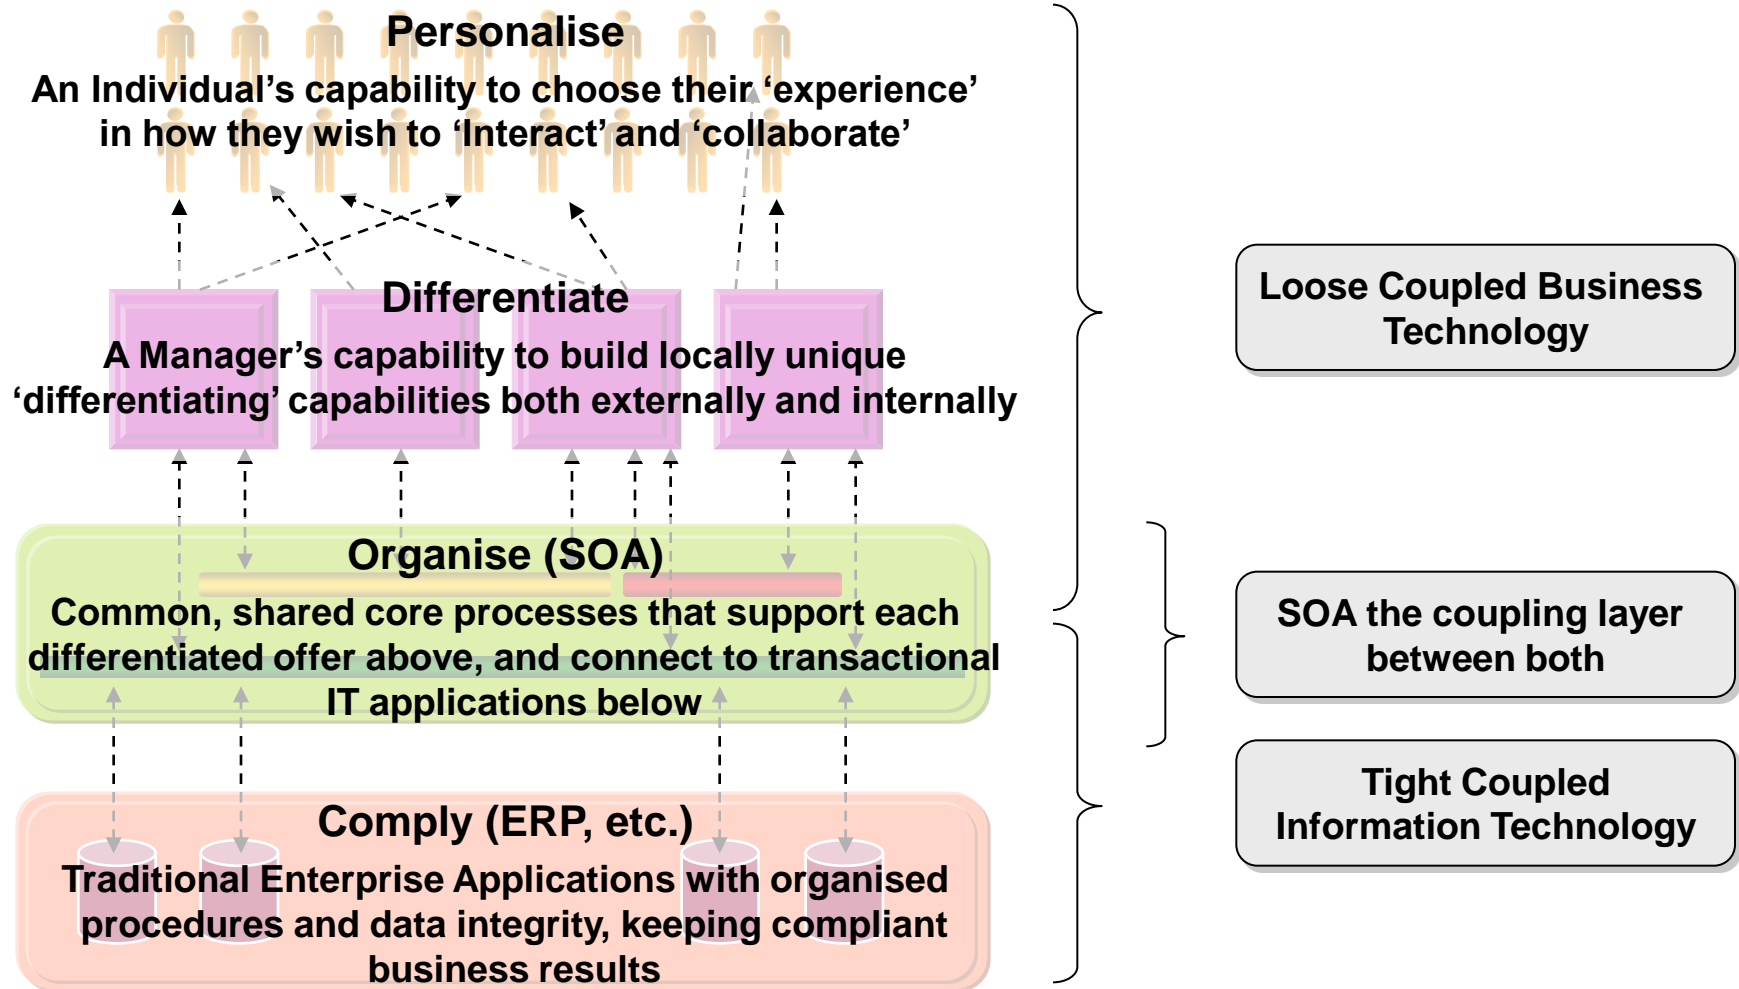 Personalise
An Individual’s capability to choose their ‘experience’
in how they wish to ‘Interact’ and ‘collaborate’
Differentiate
A Manager’s capability to build locally unique
‘differentiating’ capabilities both externally and internally
Organise (SOA)
Common, shared core processes that support each
differentiated offer above, and connect to transactional
IT applications below
Comply (ERP, etc.)
Traditional Enterprise Applications with organised
procedures and data integrity, keeping compliant
business results
Loose Coupled Business
Technology
SOA the coupling layer
between both
Tight Coupled
Information Technology